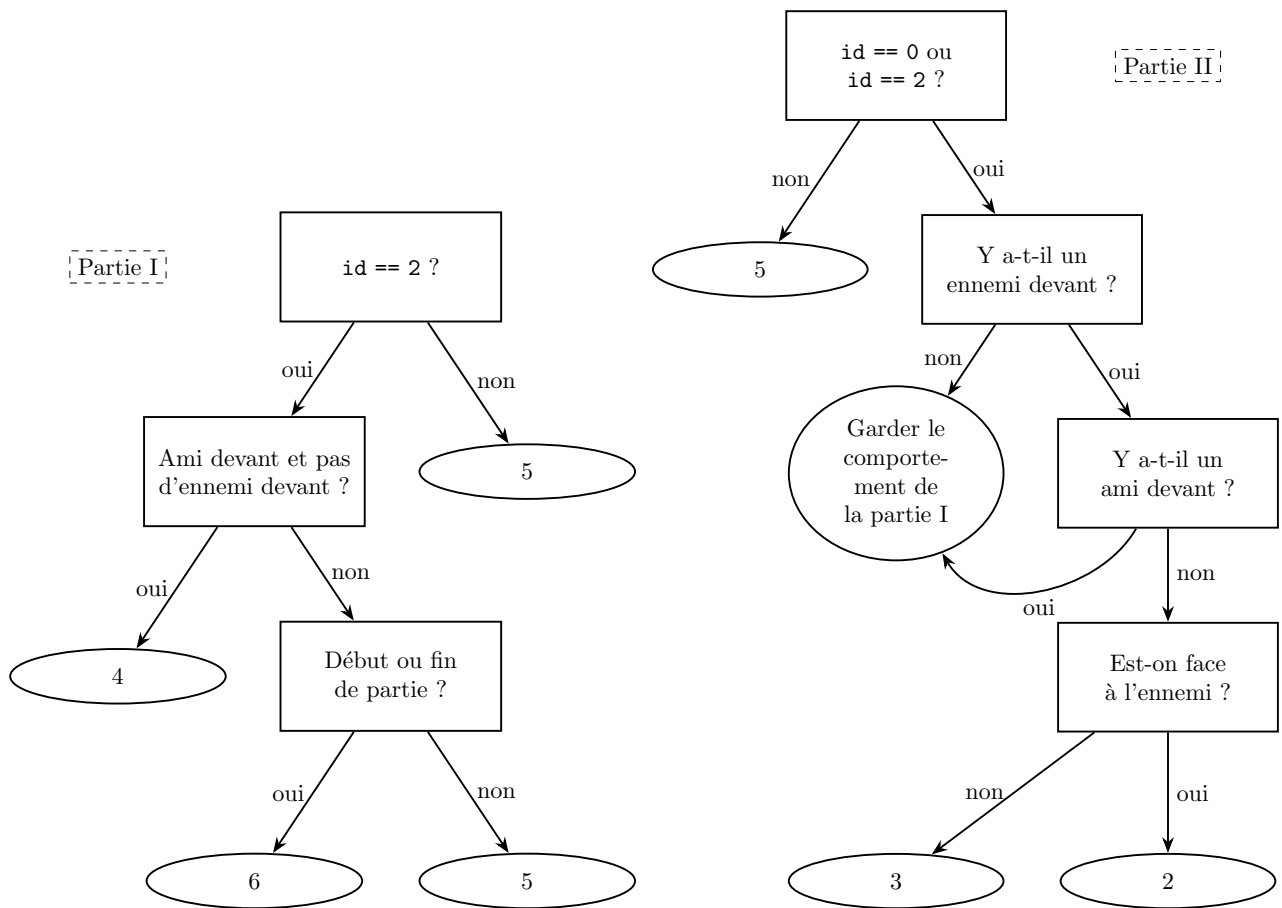 Partie I
id == 2 ?
oui
non
Ami devant et pas
d'ennemi devant ?
5
oui
non
4
Début ou fin
de partie ?
oui
non
6
5
Partie II
id == 0 ou
id == 2 ?
non
oui
5
Y a-t-il un
ennemi devant ?
non
oui
Garder le
comporte-
ment de
la partie I
Y a-t-il un
ami devant ?
oui
non
Est-on face
à l'ennemi ?
non
oui
3
2